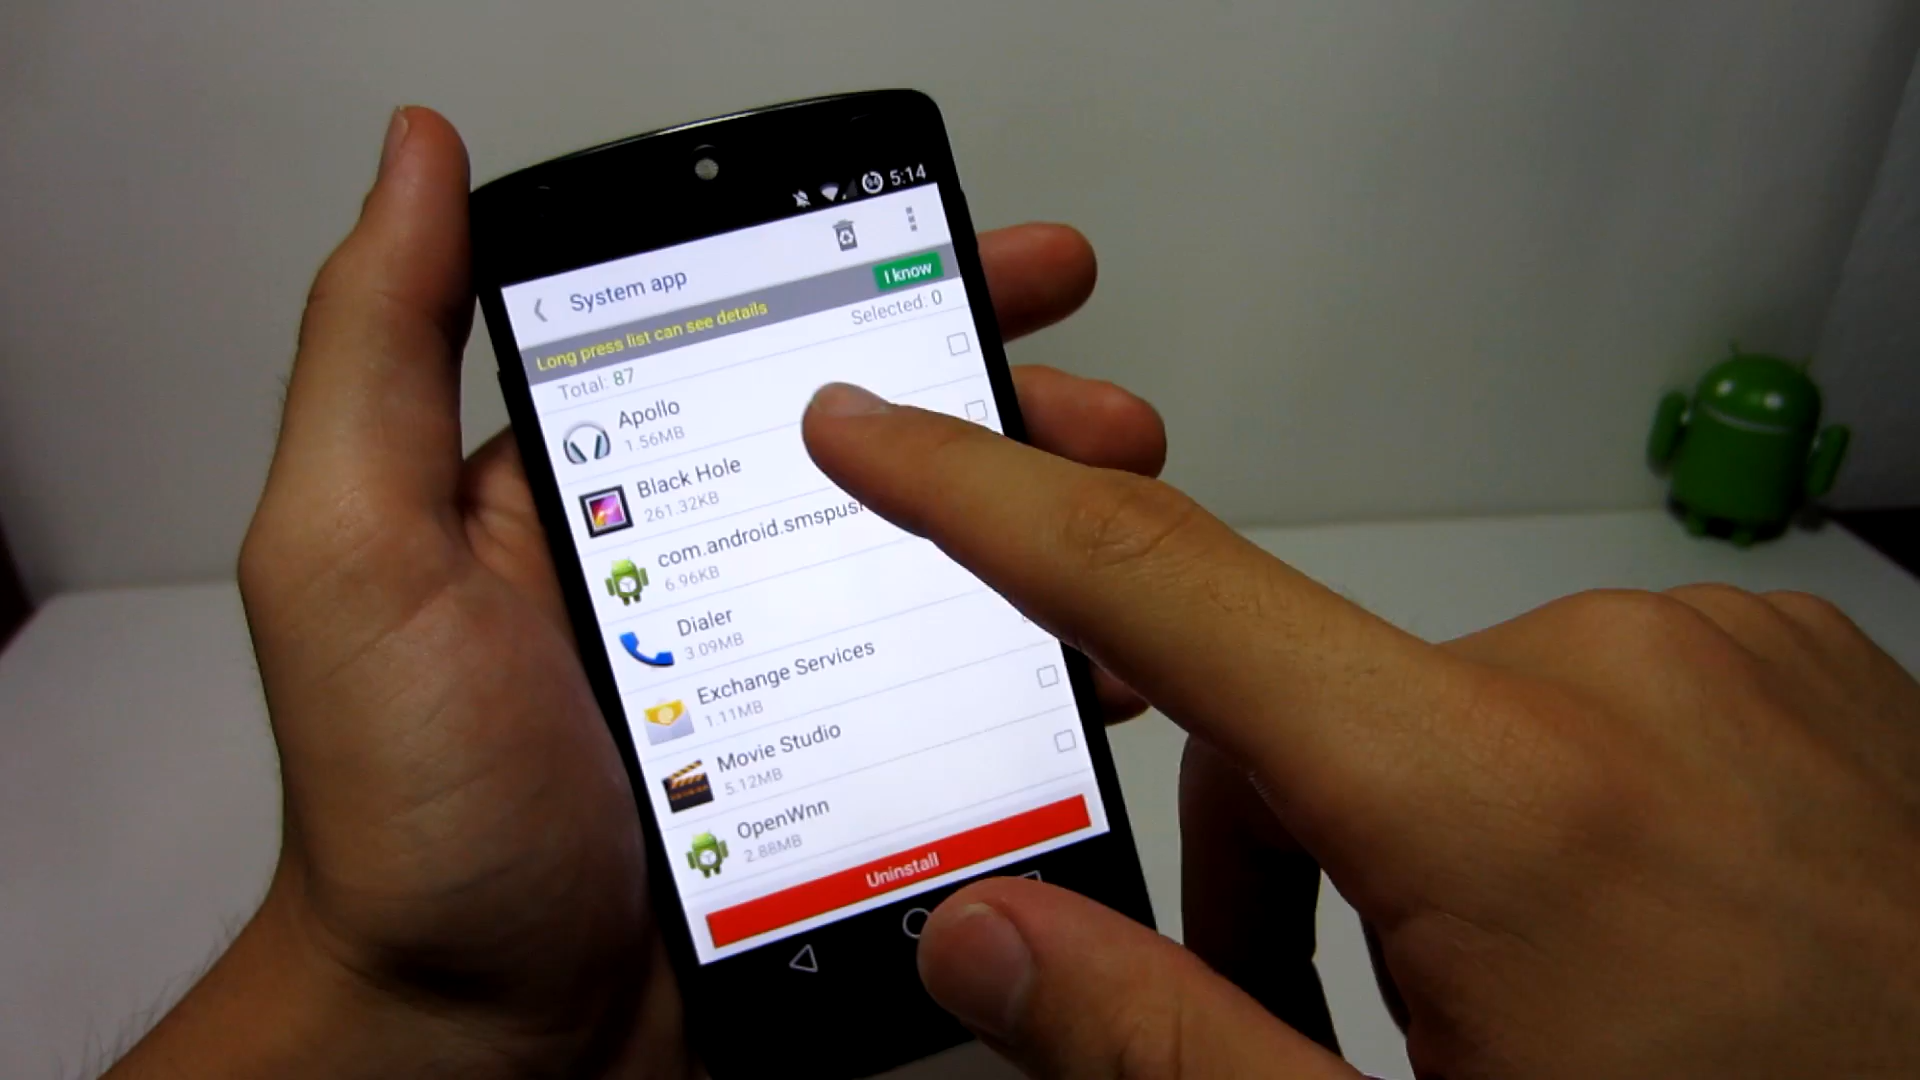 5:14
System app
I know
Long press list can see details
Selected: 0
Total: 87
Apollo
1.56MB
Black Hole
261.32KB
com.android.smspush
6.96KB
Dialer
3.09MB
Exchange Services
1.11MB
Movie Studio
5.12MB
OpenWnn
2.88MB
Uninstall